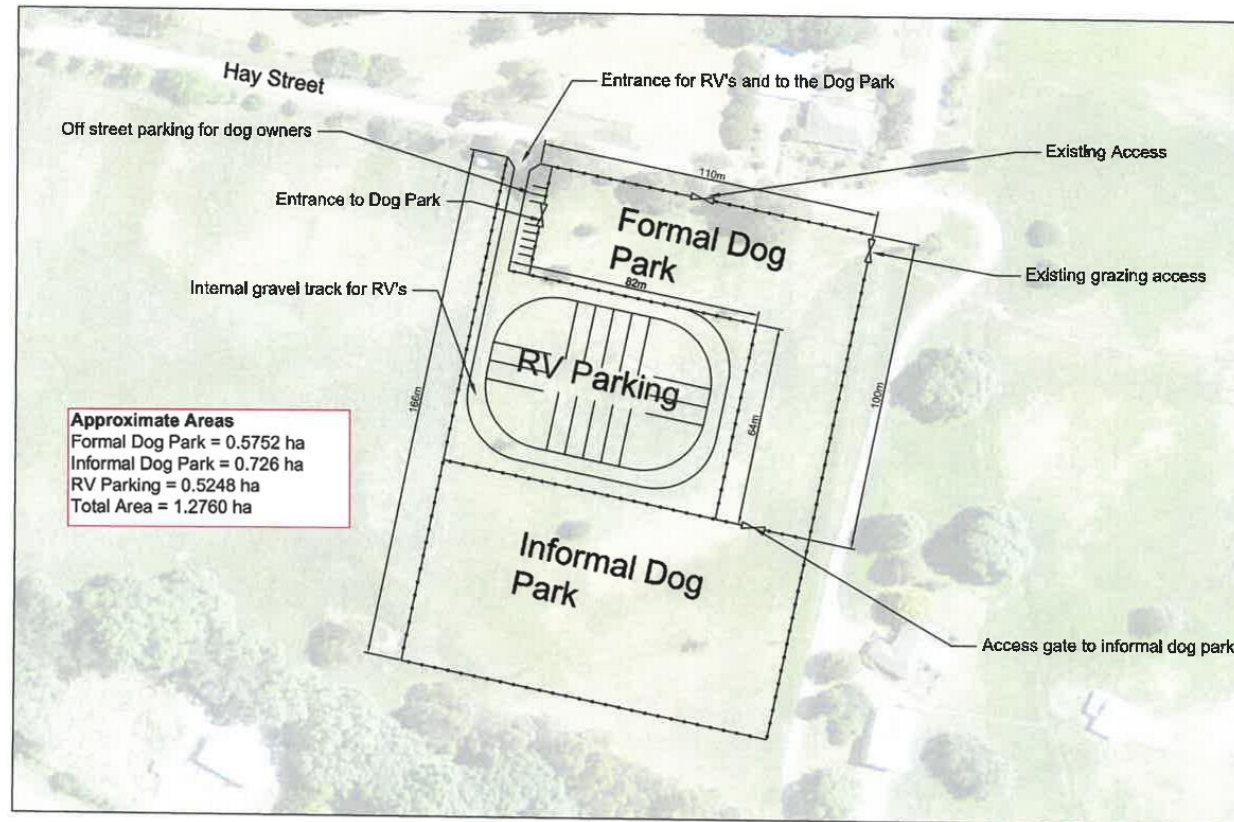 Hay Street
Entrance for RV's and to the Dog Park
Off street parking for dog owners
Existing Access
110m
Entrance to Dog Park
Formal Dog
Park
Existing grazing access
82m
Internal gravel track for RV's
RV Parking
166m
64m
100m
Approximate Areas
Formal Dog Park = 0.5752 ha
Informal Dog Park = 0.726 ha
RV Parking = 0.5248 ha
Total Area = 1.2760 ha
Informal Dog
Park
Access gate to informal dog park